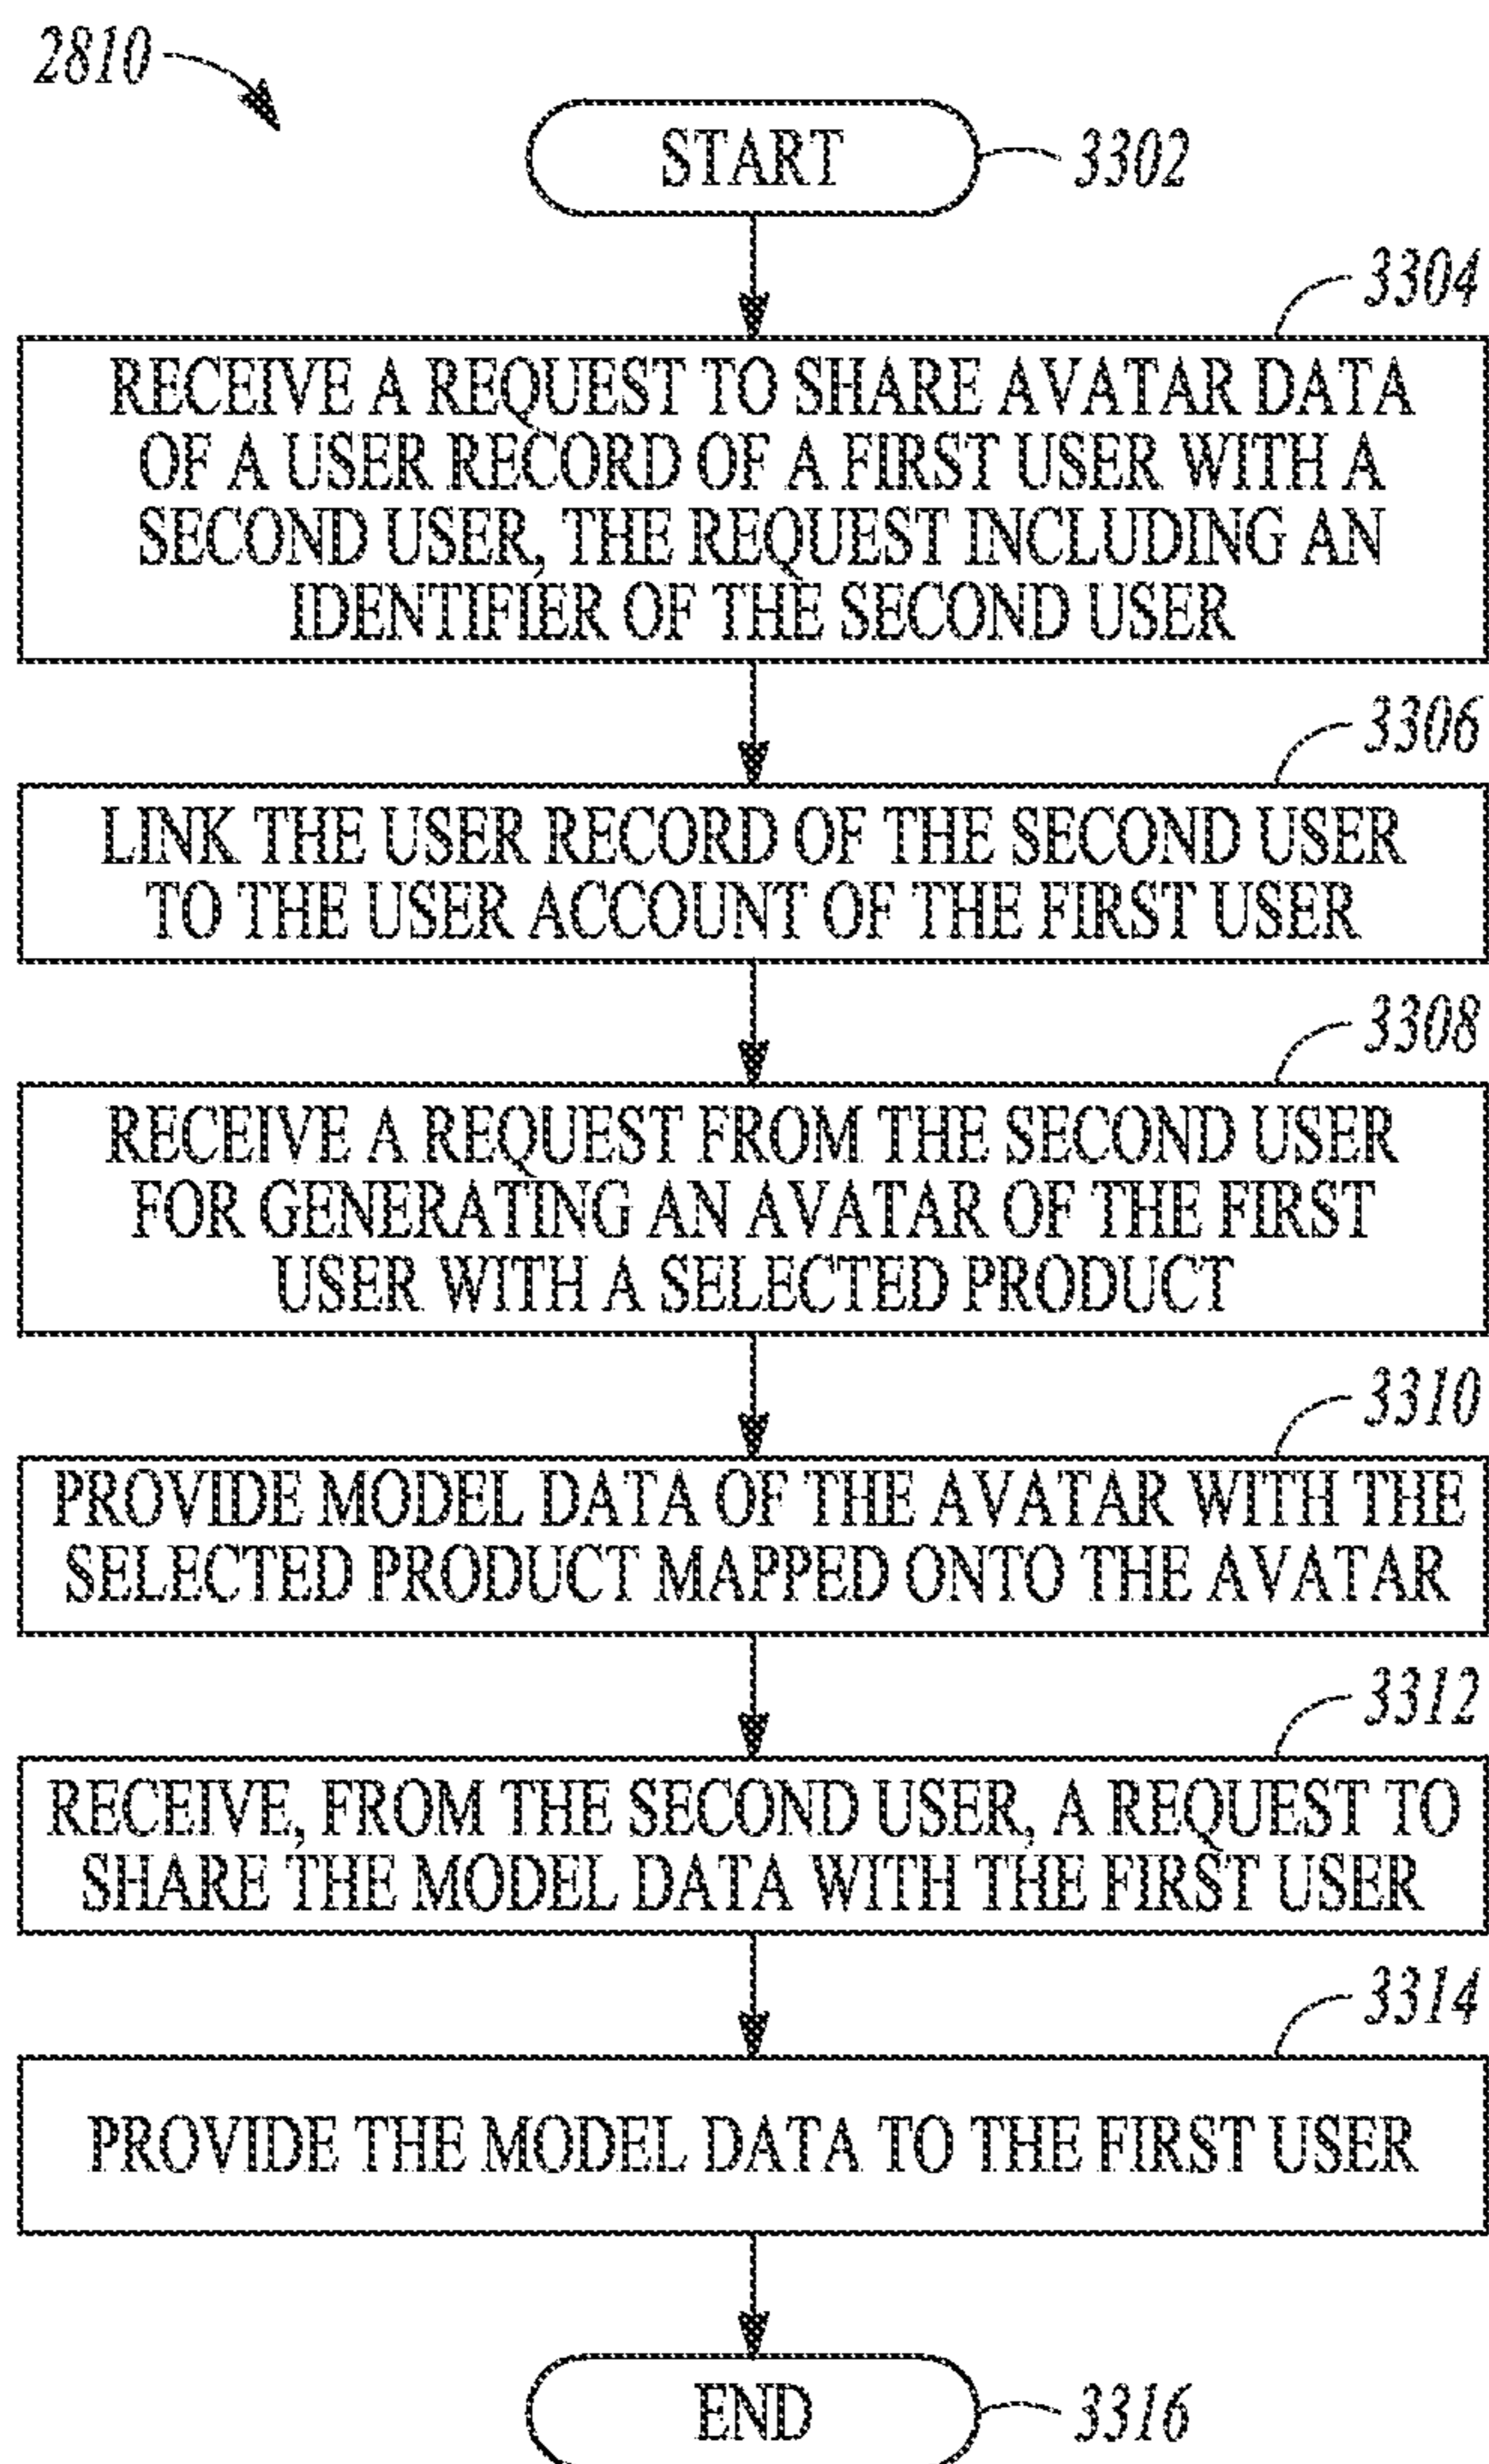 2810
START
3302
3304
RECEIVE A REQUEST TO SHARE AVATAR DATA
OF A USER RECORD OF A FIRST USER WITH A
SECOND USER, THE REQUEST INCLUDING AN
IDENTIFIER OF THE SECOND USER
3306
LINK THE USER RECORD OF THE SECOND USER
TO THE USER ACCOUNT OF THE FIRST USER
3308
RECEIVE A REQUEST FROM THE SECOND USER
FOR GENERATING AN AVATAR OF THE FIRST
USER WITH A SELECTED PRODUCT
3310
PROVIDE MODEL DATA OF THE AVATAR WITH THE
SELECTED PRODUCT MAPPED ONTO THE AVATAR
3312
RECEIVE, FROM THE SECOND USER, A REQUEST TO
SHARE THE MODEL DATA WITH THE FIRST USER
3314
PROVIDE THE MODEL DATA TO THE FIRST USER
END
3316